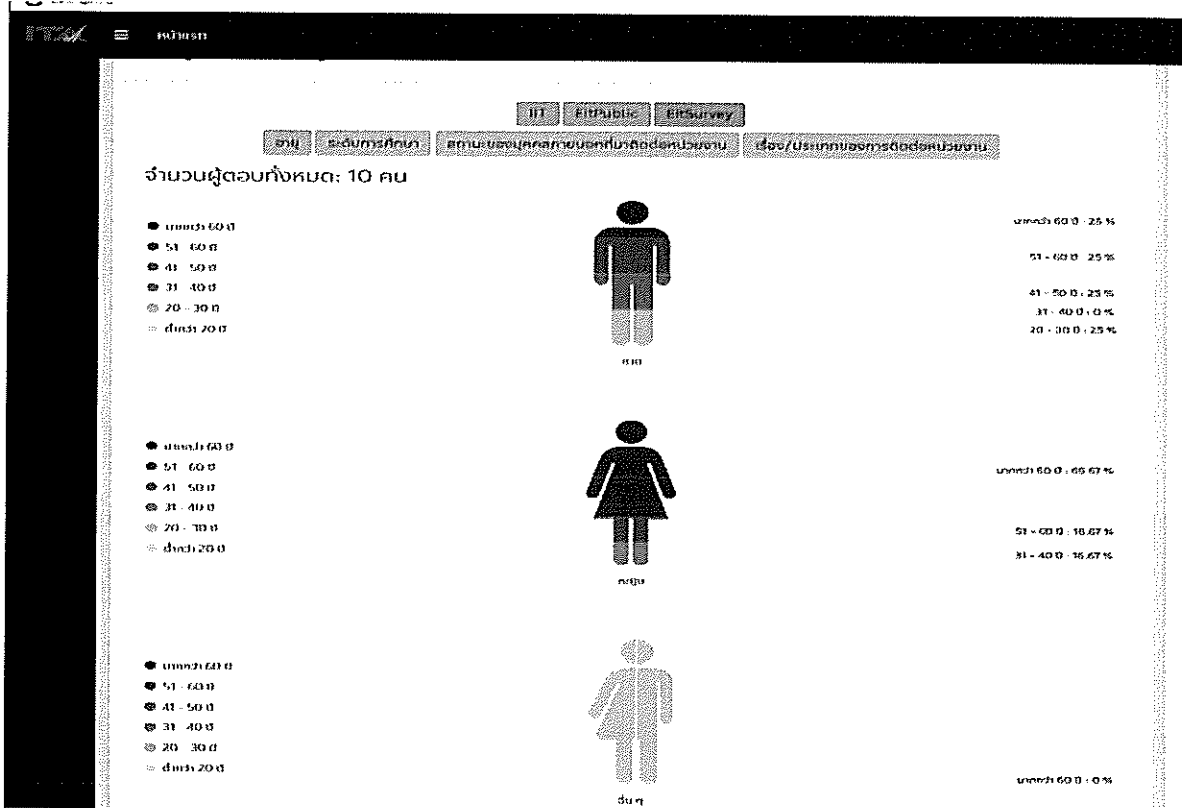 ITA
หน้าแรก
IIT EitPublic EitSurvey
อายุ ระดับการศึกษา สถานะของบุคคลภายนอกที่มาติดต่อหน่วยงาน เรื่อง/ประเภทของการติดต่อหน่วยงาน
จำนวนผู้ตอบทั้งหมด: 10 คน
มากกว่า 60 ปี
51 - 60 ปี
41 - 50 ปี
31 - 40 ปี
20 - 30 ปี
ต่ำกว่า 20 ปี
ชาย
มากกว่า 60 ปี : 25 %
51 - 60 ปี : 25 %
41 - 50 ปี : 25 %
31 - 40 ปี : 0 %
20 - 30 ปี : 25 %
มากกว่า 60 ปี
51 - 60 ปี
41 - 50 ปี
31 - 40 ปี
20 - 30 ปี
ต่ำกว่า 20 ปี
หญิง
มากกว่า 60 ปี : 66.67 %
51 - 60 ปี : 16.67 %
31 - 40 ปี : 16.67 %
มากกว่า 60 ปี
51 - 60 ปี
41 - 50 ปี
31 - 40 ปี
20 - 30 ปี
ต่ำกว่า 20 ปี
อื่น ๆ
มากกว่า 60 ปี : 0 %